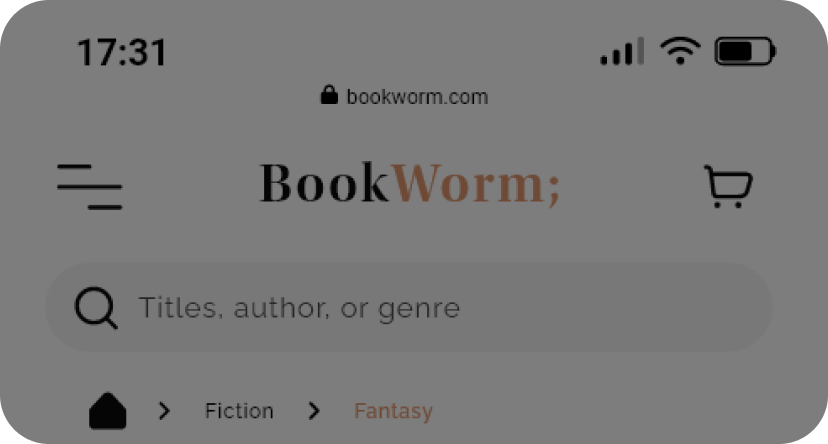 17:31
bookworm.com
BookWorm;
Titles, author, or genre
Fiction Fantasy